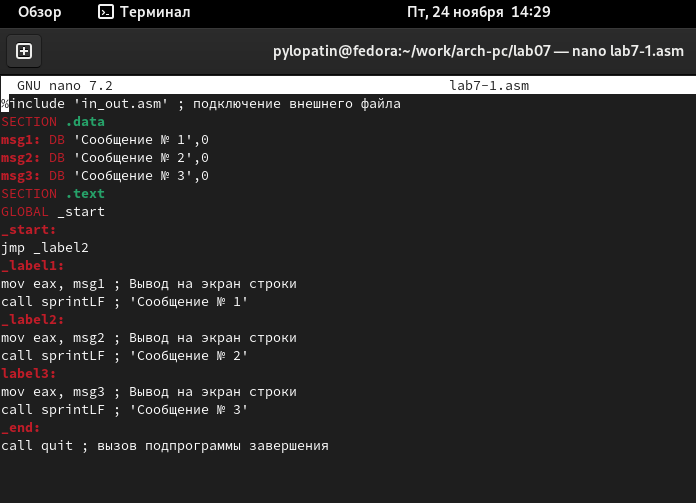 Обзор Терминал Пт, 24 ноября 14:29
pylopatin@fedora:~/work/arch-pc/lab07 — nano lab7-1.asm
GNU nano 7.2 lab7-1.asm
%include 'in_out.asm' ; подключение внешнего файла
SECTION .data
msg1: DB 'Сообщение № 1',0
msg2: DB 'Сообщение № 2',0
msg3: DB 'Сообщение № 3',0
SECTION .text
GLOBAL _start
_start:
jmp _label2
_label1:
mov eax, msg1 ; Вывод на экран строки
call sprintLF ; 'Сообщение № 1'
_label2:
mov eax, msg2 ; Вывод на экран строки
call sprintLF ; 'Сообщение № 2'
label3:
mov eax, msg3 ; Вывод на экран строки
call sprintLF ; 'Сообщение № 3'
_end:
call quit ; вызов подпрограммы завершения